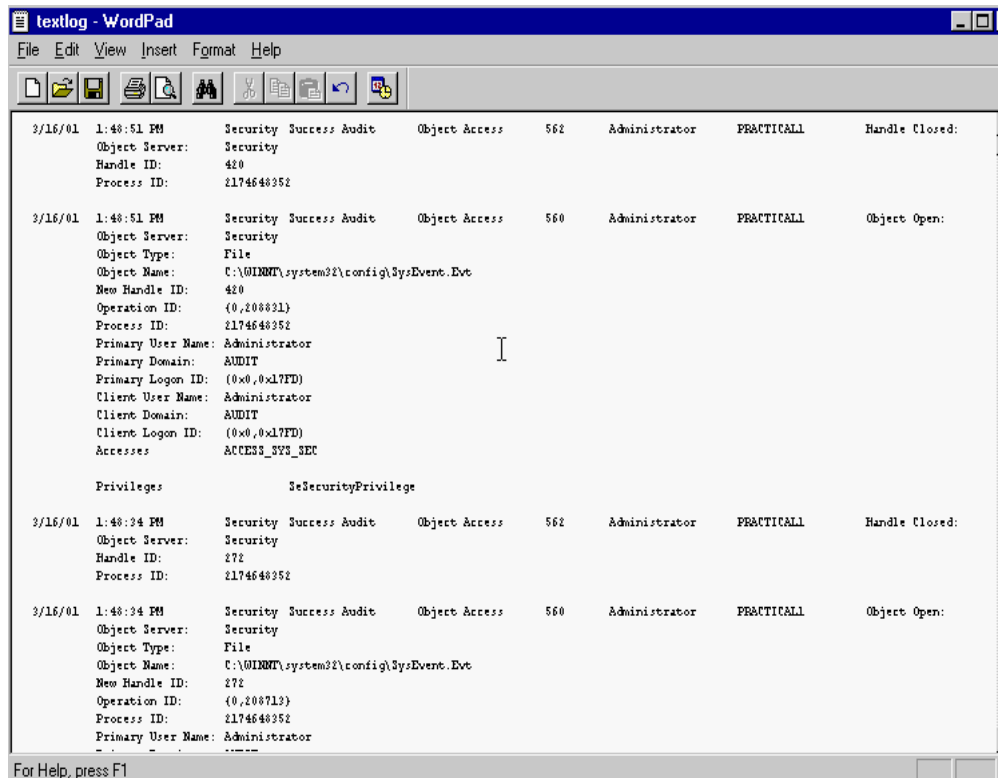 textlog - WordPad
File Edit View Insert Format Help
3/16/01 1:48:51 PM Security Success Audit Object Access 562 Administrator PRACTICAL1 Handle Closed:
Object Server: Security
Handle ID: 420
Process ID: 2174648352
3/16/01 1:48:51 PM Security Success Audit Object Access 560 Administrator PRACTICAL1 Object Open:
Object Server: Security
Object Type: File
Object Name: C:\WINNT\system32\config\SysEvent.Evt
New Handle ID: 420
Operation ID: {0,208831}
Process ID: 2174648352
Primary User Name: Administrator
Primary Domain: AUDIT
Primary Logon ID: (0x0,0x17FD)
Client User Name: Administrator
Client Domain: AUDIT
Client Logon ID: (0x0,0x17FD)
Accesses ACCESS_SYS_SEC
Privileges SeSecurityPrivilege
3/16/01 1:48:34 PM Security Success Audit Object Access 562 Administrator PRACTICAL1 Handle Closed:
Object Server: Security
Handle ID: 272
Process ID: 2174648352
3/16/01 1:48:34 PM Security Success Audit Object Access 560 Administrator PRACTICAL1 Object Open:
Object Server: Security
Object Type: File
Object Name: C:\WINNT\system32\config\SysEvent.Evt
New Handle ID: 272
Operation ID: {0,208713}
Process ID: 2174648352
Primary User Name: Administrator
For Help, press F1